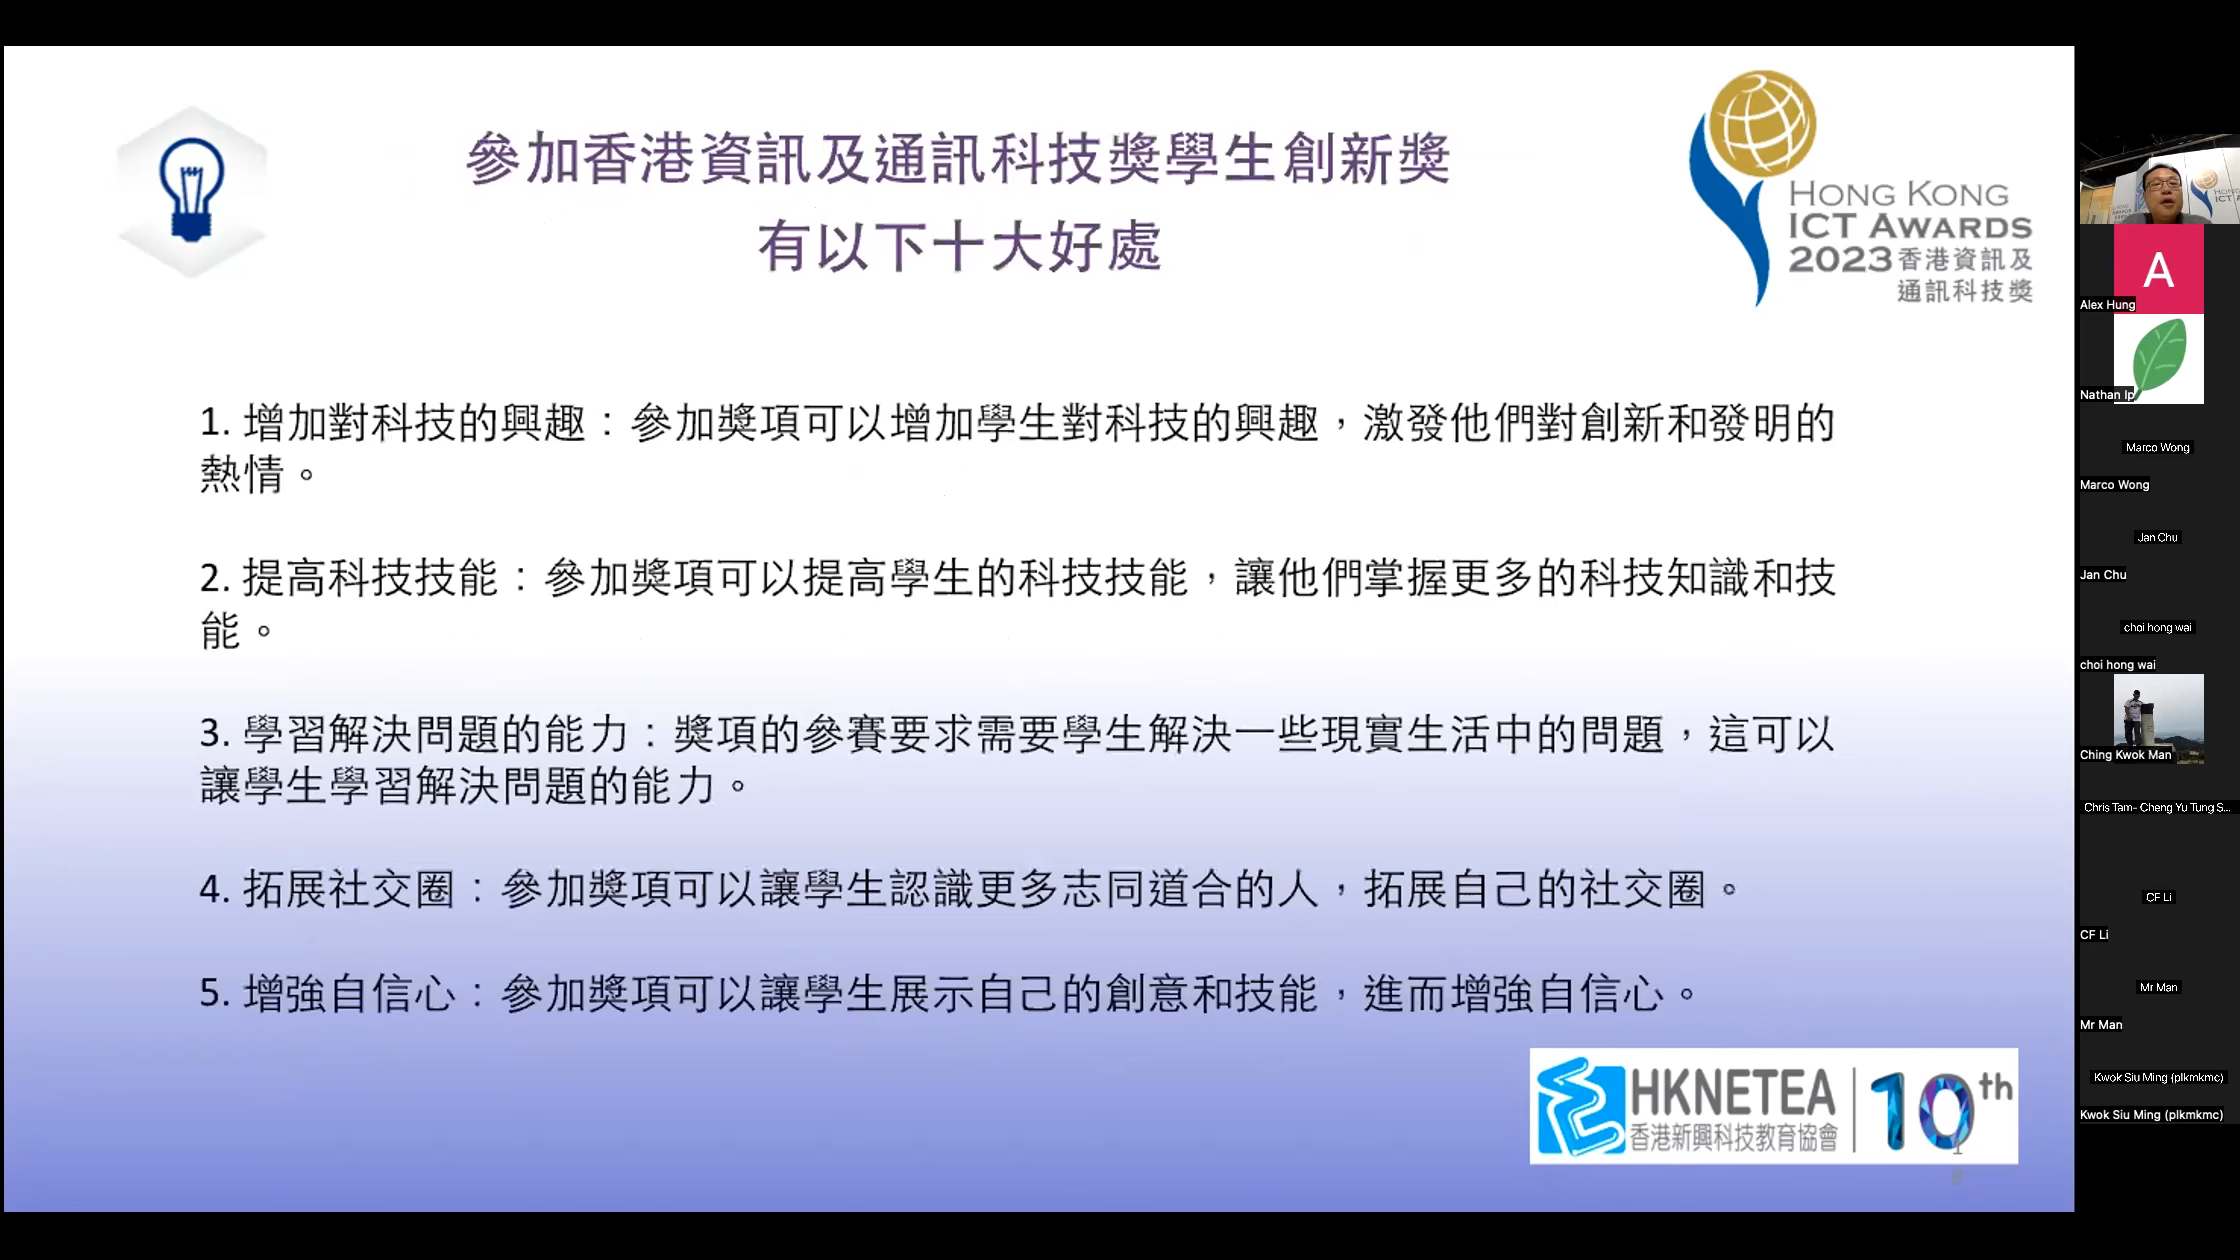 參加香港資訊及通訊科技獎學生創新獎
有以下十大好處
HONG KONG
ICT AWARDS
2023香港資訊及
通訊科技獎
1. 增加對科技的興趣：參加獎項可以增加學生對科技的興趣，激發他們對創新和發明的
熱情。
2. 提高科技技能：參加獎項可以提高學生的科技技能，讓他們掌握更多的科技知識和技
能。
3. 學習解決問題的能力：獎項的參賽要求需要學生解決一些現實生活中的問題，這可以
讓學生學習解決問題的能力。
4. 拓展社交圈：參加獎項可以讓學生認識更多志同道合的人，拓展自己的社交圈。
5. 增強自信心：參加獎項可以讓學生展示自己的創意和技能，進而增強自信心。
HKNETEA
香港新興科技教育協會
10th
A
Alex Hung
Nathan Ip
Marco Wong
Marco Wong
Jan Chu
Jan Chu
choi hong wai
choi hong wai
Ching Kwok Man
Chris Tam- Cheng Yu Tung S...
CF Li
CF Li
Mr Man
Mr Man
Kwok Siu Ming (plkmkmc)
Kwok Siu Ming (plkmkmc)